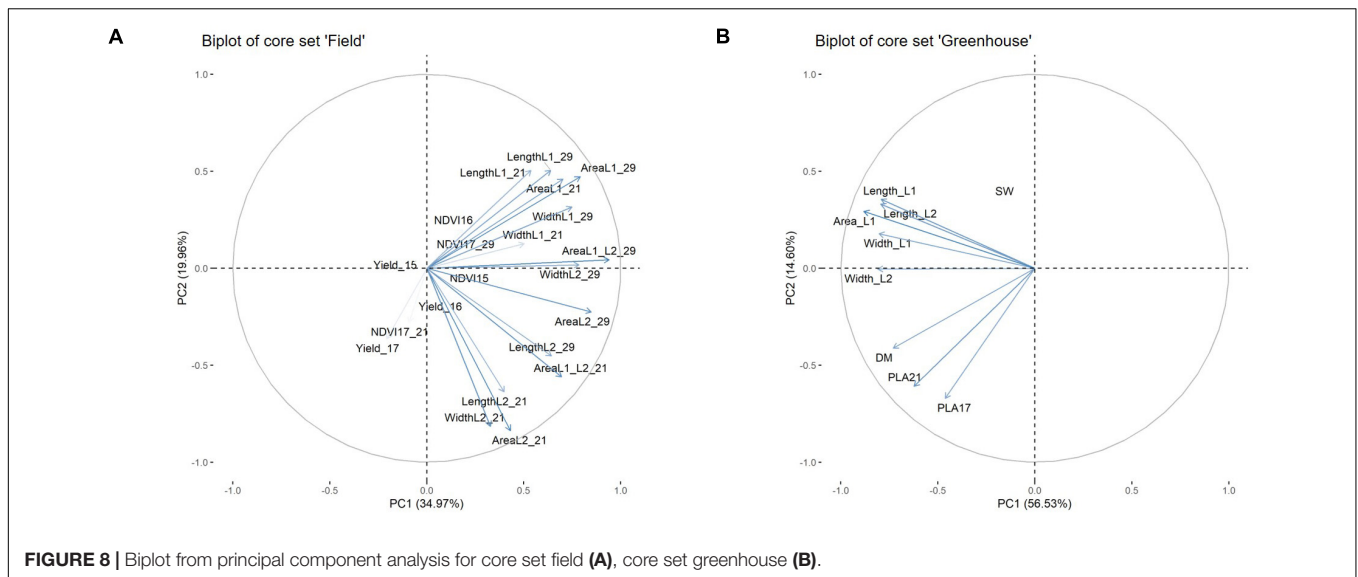 A
Biplot of core set 'Field'
1.0
0.5
0.0
-0.5
-1.0
PC2 (19.96%)
LengthL1_29
LengthL1_21
AreaL1_29
AreaL1_21
NDVI16
WidthL1_29
NDVI17_29
WidthL1_21
AreaL1_L2_29
Yield_15
NDVI15
WidthL2_29
Yield_16
AreaL2_29
NDVI17_21
Yield_17
LengthL2_29
AreaL1_L2_21
LengthL2_21
WidthL2_21
AreaL2_21
-1.0 -0.5 0.0 0.5 1.0
PC1 (34.97%)
B
Biplot of core set 'Greenhouse'
1.0
0.5
0.0
-0.5
-1.0
PC2 (14.60%)
Length_L1
SW
Length_L2
Area_L1
Width_L1
Width_L2
DM
PLA21
PLA17
-1.0 -0.5 0.0 0.5 1.0
PC1 (56.53%)
FIGURE 8 | Biplot from principal component analysis for core set field (A), core set greenhouse (B).